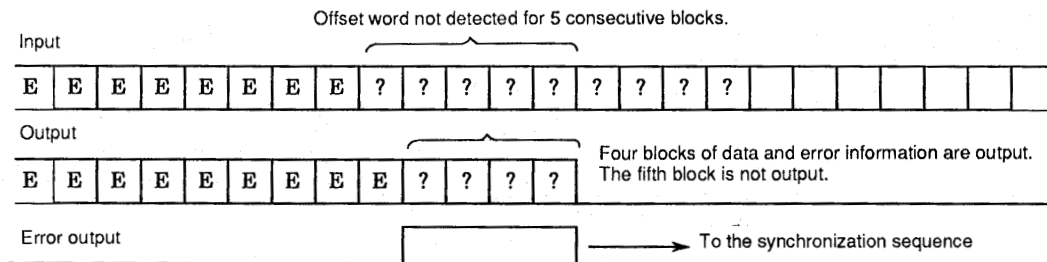 Offset word not detected for 5 consecutive blocks.
Input
E E E E E E E E ? ? ? ? ? ? ? ? ?
Output
E E E E E E E E E ? ? ? ?
Four blocks of data and error information are output.
The fifth block is not output.
Error output
To the synchronization sequence